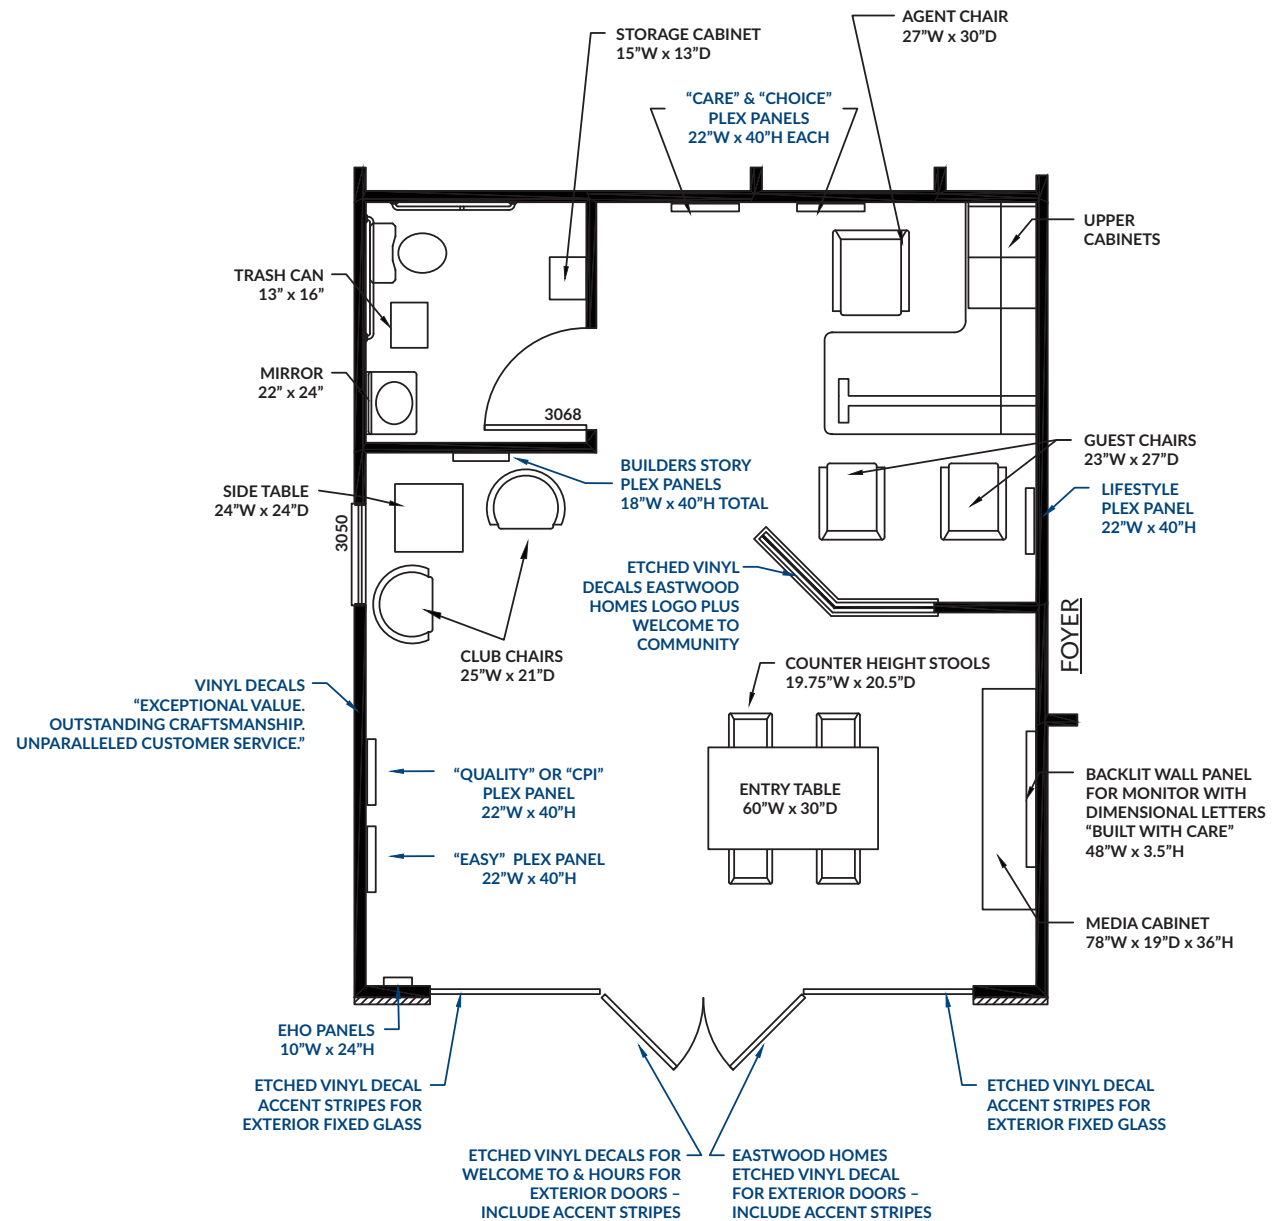 AGENT CHAIR
27”W x 30”D
STORAGE CABINET
15”W x 13”D
“CARE” & “CHOICE”
PLEX PANELS
22”W x 40”H EACH
UPPER
CABINETS
TRASH CAN
13” x 16”
MIRROR
22” x 24”
3068
GUEST CHAIRS
23”W x 27”D
BUILDERS STORY
PLEX PANELS
18”W x 40”H TOTAL
SIDE TABLE
24”W x 24”D
3050
LIFESTYLE
PLEX PANEL
22”W x 40”H
ETCHED VINYL
DECALS EASTWOOD
HOMES LOGO PLUS
WELCOME TO
COMMUNITY
FOYER
CLUB CHAIRS
25”W x 21”D
COUNTER HEIGHT STOOLS
19.75”W x 20.5”D
VINYL DECALS
“EXCEPTIONAL VALUE.
OUTSTANDING CRAFTSMANSHIP.
UNPARALLELED CUSTOMER SERVICE.”
“QUALITY” OR “CPI”
PLEX PANEL
22”W x 40”H
ENTRY TABLE
60”W x 30”D
BACKLIT WALL PANEL
FOR MONITOR WITH
DIMENSIONAL LETTERS
“BUILT WITH CARE”
48”W x 3.5”H
“EASY” PLEX PANEL
22”W x 40”H
MEDIA CABINET
78”W x 19”D x 36”H
EHO PANELS
10”W x 24”H
ETCHED VINYL DECAL
ACCENT STRIPES FOR
EXTERIOR FIXED GLASS
ETCHED VINYL DECAL
ACCENT STRIPES FOR
EXTERIOR FIXED GLASS
ETCHED VINYL DECALS FOR
WELCOME TO & HOURS FOR
EXTERIOR DOORS –
INCLUDE ACCENT STRIPES
EASTWOOD HOMES
ETCHED VINYL DECAL
FOR EXTERIOR DOORS –
INCLUDE ACCENT STRIPES